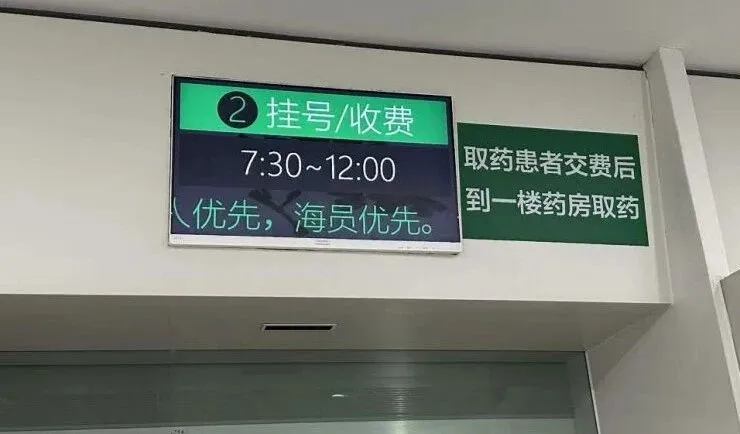 2 挂号/收费
7:30~12:00
人优先，海员优先。
取药患者交费后
到一楼药房取药